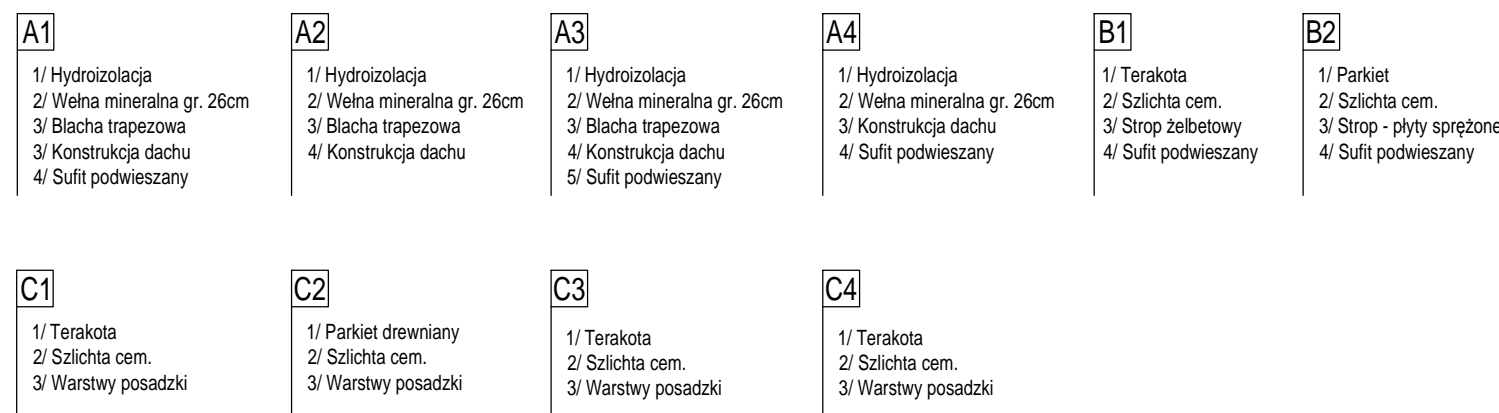 A1
1/ Hydroizolacja
2/ Wełna mineralna gr. 26cm
3/ Blacha trapezowa
3/ Konstrukcja dachu
4/ Sufit podwieszany
A2
1/ Hydroizolacja
2/ Wełna mineralna gr. 26cm
3/ Blacha trapezowa
4/ Konstrukcja dachu
A3
1/ Hydroizolacja
2/ Wełna mineralna gr. 26cm
3/ Blacha trapezowa
4/ Konstrukcja dachu
5/ Sufit podwieszany
A4
1/ Hydroizolacja
2/ Wełna mineralna gr. 26cm
3/ Konstrukcja dachu
4/ Sufit podwieszany
B1
1/ Terakota
2/ Szlichta cem.
3/ Strop żelbetowy
4/ Sufit podwieszany
B2
1/ Parkiet
2/ Szlichta cem.
3/ Strop - płyty sprężone
4/ Sufit podwieszany
C1
1/ Terakota
2/ Szlichta cem.
3/ Warstwy posadzki
C2
1/ Parkiet drewniany
2/ Szlichta cem.
3/ Warstwy posadzki
C3
1/ Terakota
2/ Szlichta cem.
3/ Warstwy posadzki
C4
1/ Terakota
2/ Szlichta cem.
3/ Warstwy posadzki